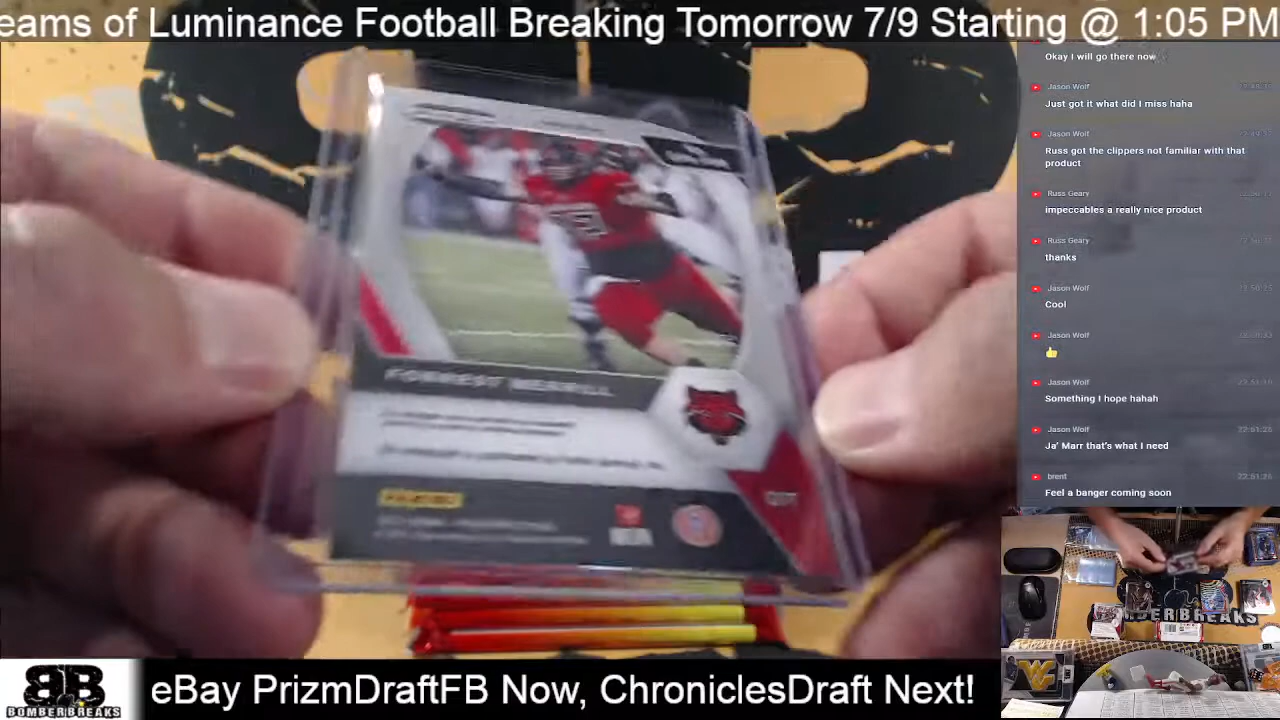 eams of Luminance Football Breaking Tomorrow 7/9 Starting @ 1:05 PM
Okay I will go there now
Jason Wolf
Just got it what did I miss haha
Jason Wolf
Russ got the clippers not familiar with that
product
Russ Geary
impeccables a really nice product
Russ Geary
thanks
Jason Wolf
Cool
Jason Wolf
👍
Jason Wolf
Something I hope hahah
Jason Wolf
Ja' Marr that's what I need
brent
Feel a banger coming soon
FORREST MERRILL
PANINI
BOMBERBREAKS
BB
BOMBERBREAKS
eBay PrizmDraftFB Now, ChroniclesDraft Next!